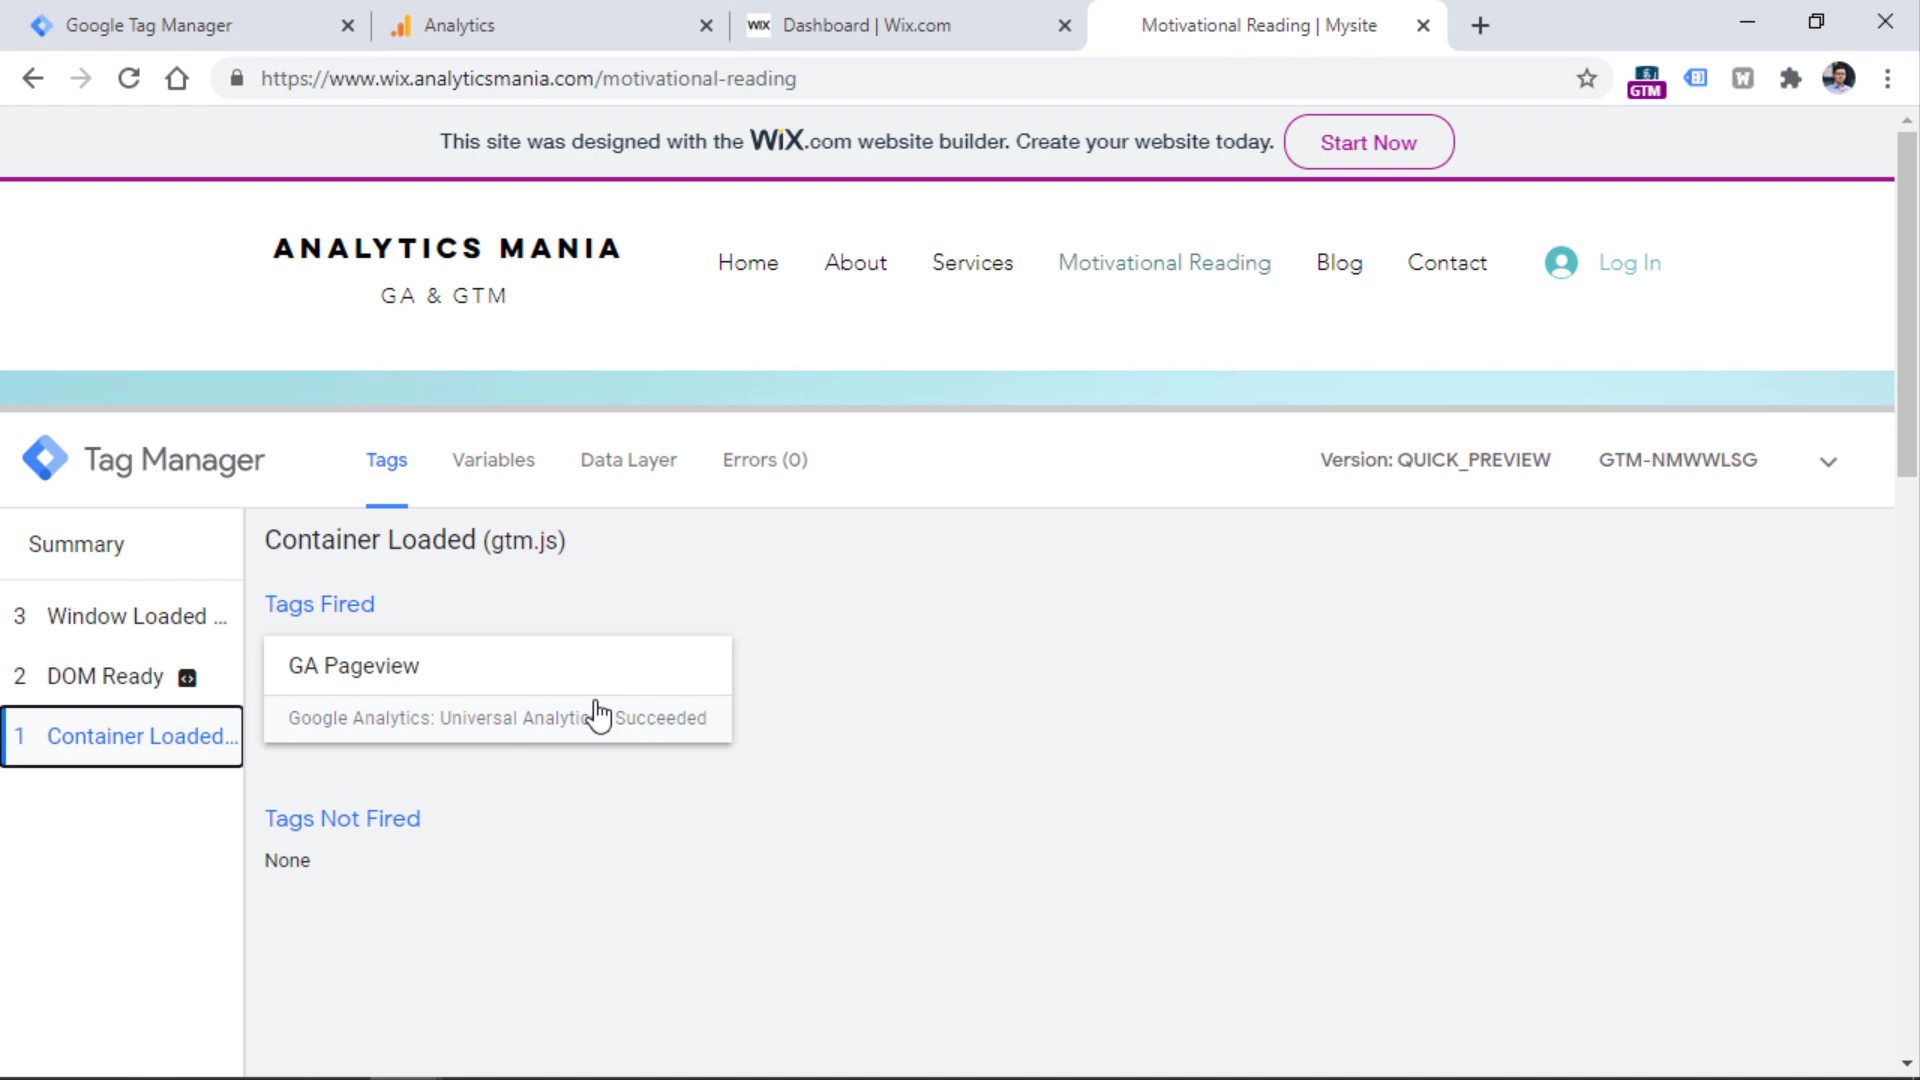 Google Tag Manager
Analytics
WIX Dashboard | Wix.com
Motivational Reading | Mysite
https://www.wix.analyticsmania.com/motivational-reading
GTM
W
This site was designed with the WiX.com website builder. Create your website today.
Start Now
ANALYTICS MANIA
GA & GTM
Home
About
Services
Motivational Reading
Blog
Contact
Log In
Tag Manager
Tags
Variables
Data Layer
Errors (0)
Version: QUICK_PREVIEW
GTM-NMWWLSG
Summary
3 Window Loaded ...
2 DOM Ready
1 Container Loaded...
Container Loaded (gtm.js)
Tags Fired
GA Pageview
Google Analytics: Universal Succeeded
Tags Not Fired
None